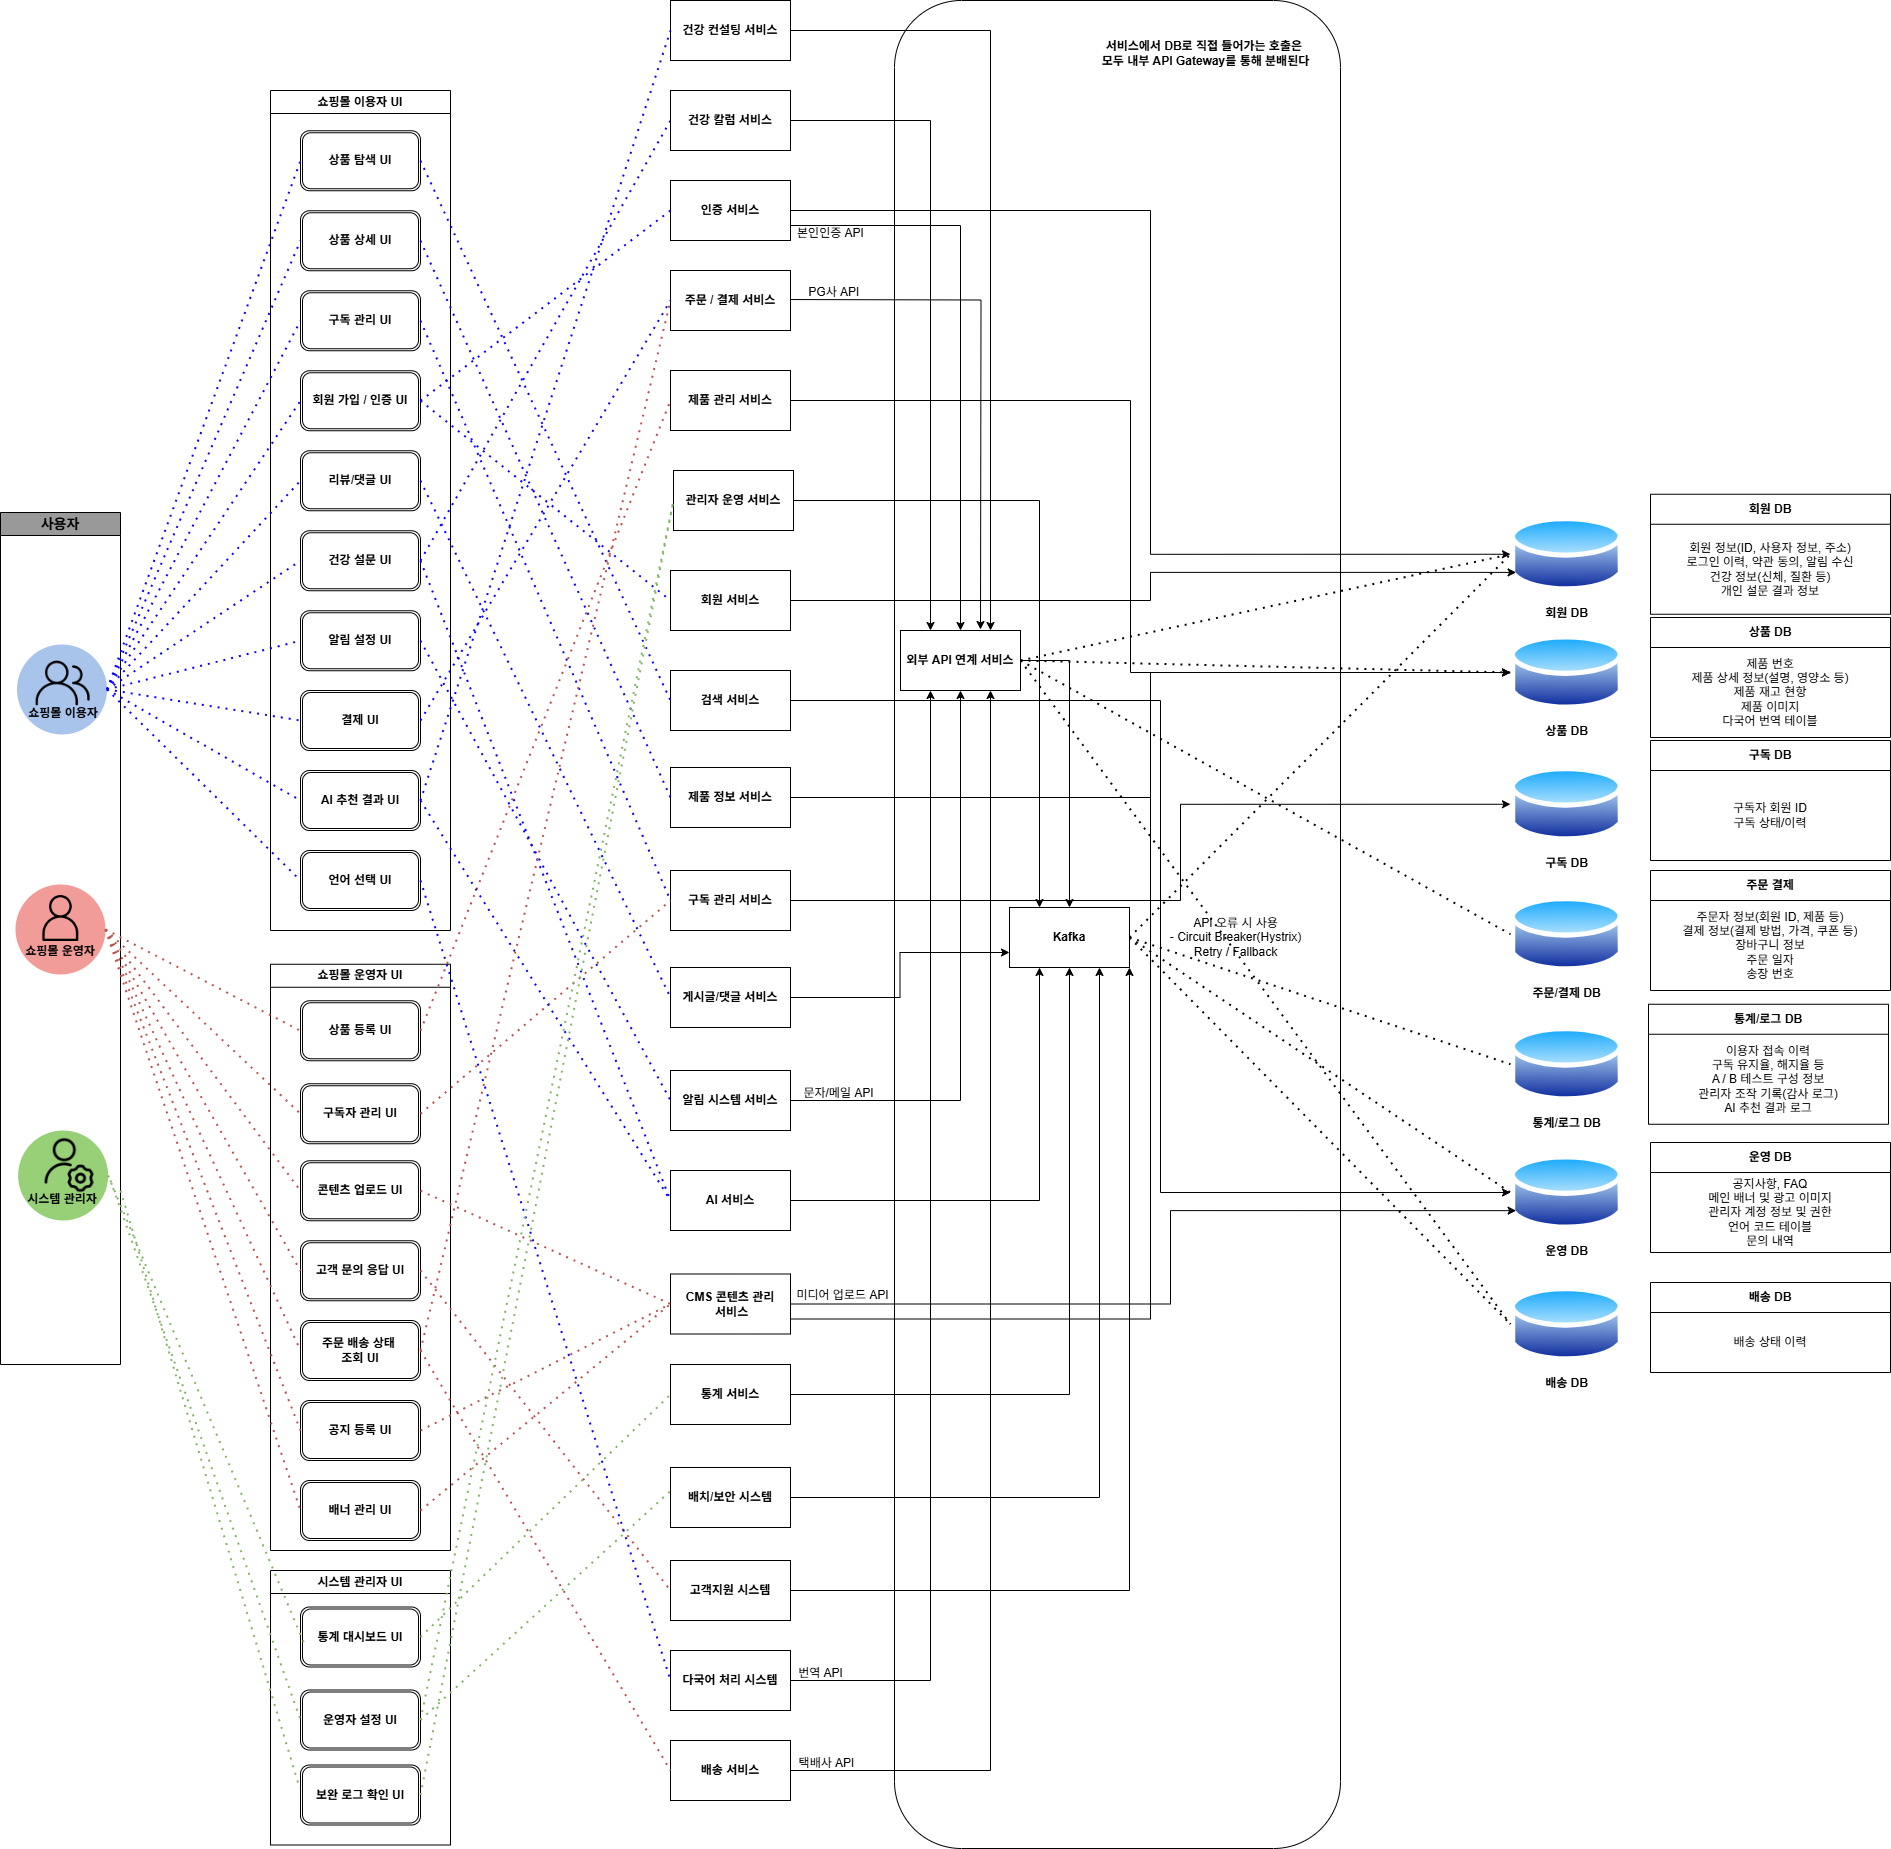 사용자
쇼핑몰 이용자
쇼핑몰 운영자
시스템 관리자
쇼핑몰 이용자 UI
상품 탐색 UI
상품 상세 UI
구독 관리 UI
회원 가입 / 인증 UI
리뷰/댓글 UI
건강 설문 UI
알림 설정 UI
결제 UI
AI 추천 결과 UI
언어 선택 UI
쇼핑몰 운영자 UI
상품 등록 UI
구독자 관리 UI
콘텐츠 업로드 UI
고객 문의 응답 UI
주문 배송 상태
조회 UI
공지 등록 UI
배너 관리 UI
시스템 관리자 UI
통계 대시보드 UI
운영자 설정 UI
보완 로그 확인 UI
건강 컨설팅 서비스
건강 칼럼 서비스
인증 서비스
본인인증 API
주문 / 결제 서비스
PG사 API
제품 관리 서비스
관리자 운영 서비스
회원 서비스
검색 서비스
제품 정보 서비스
구독 관리 서비스
게시글/댓글 서비스
알림 시스템 서비스
문자/메일 API
AI 서비스
CMS 콘텐츠 관리
서비스
미디어 업로드 API
통계 서비스
배치/보안 시스템
고객지원 시스템
다국어 처리 시스템
번역 API
배송 서비스
택배사 API
서비스에서 DB로 직접 들어가는 호출은
모두 내부 API Gateway를 통해 분배된다
외부 API 연계 서비스
Kafka
API 오류 시 사용
- Circuit Breaker(Hystrix)
Retry / Fallback
회원 DB
상품 DB
구독 DB
주문/결제 DB
통계/로그 DB
운영 DB
배송 DB
회원 DB
회원 정보(ID, 사용자 정보, 주소)
로그인 이력, 약관 동의, 알림 수신
건강 정보(신체, 질환 등)
개인 설문 결과 정보
상품 DB
제품 번호
제품 상세 정보(설명, 영양소 등)
제품 재고 현항
제품 이미지
다국어 번역 테이블
구독 DB
구독자 회원 ID
구독 상태/이력
주문 결제
주문자 정보(회원 ID, 제품 등)
결제 정보(결제 방법, 가격, 쿠폰 등)
장바구니 정보
주문 일자
송장 번호
통계/로그 DB
이용자 접속 이력
구독 유지율, 해지율 등
A / B 테스트 구성 정보
관리자 조작 기록(감사 로그)
AI 추천 결과 로그
운영 DB
공지사항, FAQ
메인 배너 및 광고 이미지
관리자 계정 정보 및 권한
언어 코드 테이블
문의 내역
배송 DB
배송 상태 이력